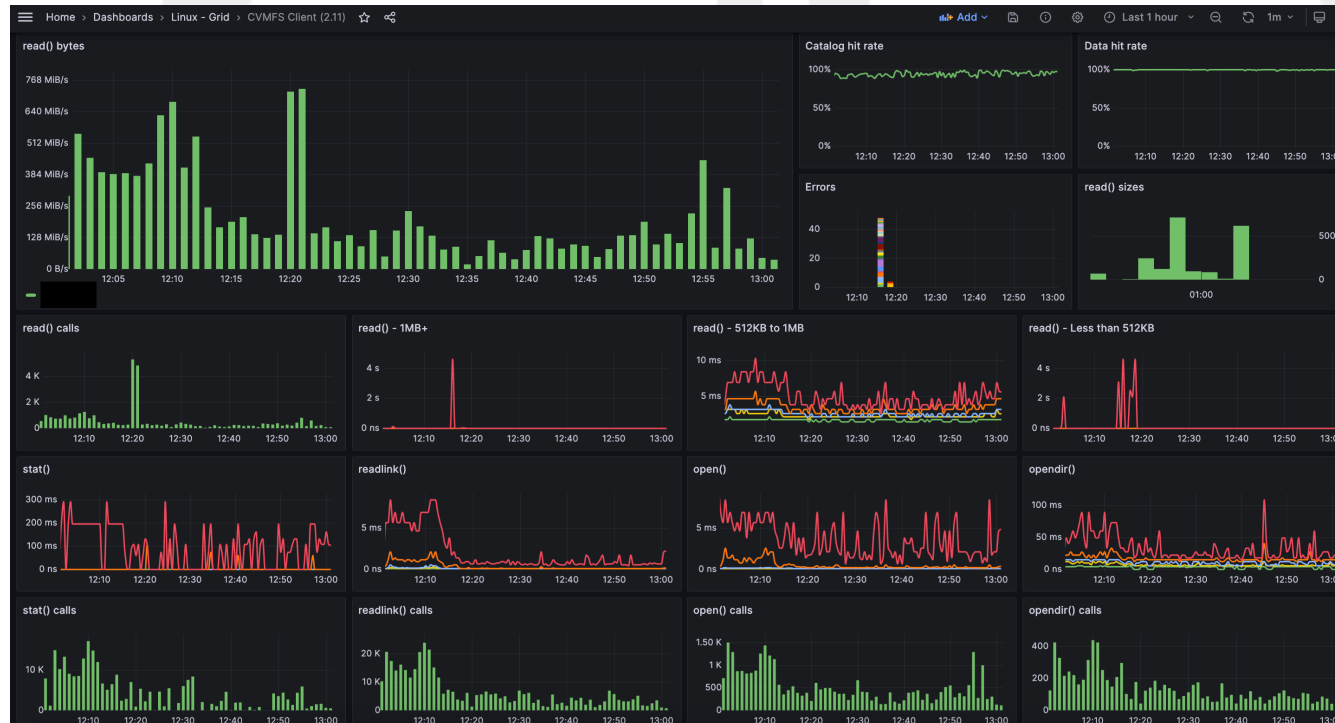 Home > Dashboards > Linux - Grid > CVMFS Client (2.11)
Add
Last 1 hour
1m
read() bytes
768 MiB/s
640 MiB/s
512 MiB/s
384 MiB/s
256 MiB/s
128 MiB/s
0 B/s
12:05 12:10 12:15 12:20 12:25 12:30 12:35 12:40 12:45 12:50 12:55 13:00
Catalog hit rate
100%
50%
0%
12:10 12:20 12:30 12:40 12:50 13:00
Data hit rate
100%
50%
0%
12:10 12:20 12:30 12:40 12:50 13:
Errors
40
20
0
12:10 12:20 12:30 12:40 12:50 13:00
read() sizes
500
0
01:00
read() calls
4 K
2 K
0
12:10 12:20 12:30 12:40 12:50 13:00
read() - 1MB+
4 s
2 s
0 ns
12:10 12:20 12:30 12:40 12:50 13:00
read() - 512KB to 1MB
10 ms
5 ms
12:10 12:20 12:30 12:40 12:50 13:00
read() - Less than 512KB
4 s
2 s
0 ns
12:10 12:20 12:30 12:40 12:50 13:0
stat()
300 ms
200 ms
100 ms
0 ns
12:10 12:20 12:30 12:40 12:50 13:00
readlink()
5 ms
0 ns
12:10 12:20 12:30 12:40 12:50 13:00
open()
5 ms
0 ns
12:10 12:20 12:30 12:40 12:50 13:00
opendir()
100 ms
50 ms
0 ns
12:10 12:20 12:30 12:40 12:50 13:0
stat() calls
10 K
0
12:10 12:20 12:30 12:40 12:50 13:00
readlink() calls
20 K
10 K
0
12:10 12:20 12:30 12:40 12:50 13:00
open() calls
1.50 K
1 K
500
0
12:10 12:20 12:30 12:40 12:50 13:00
opendir() calls
400
200
0
12:10 12:20 12:30 12:40 12:50 13:0